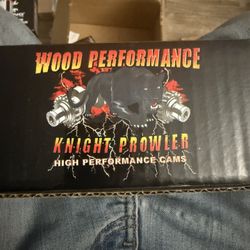 WOOD PERFORMANCE
KNIGHT PROWLER
HIGH PERFORMANCE CAMS